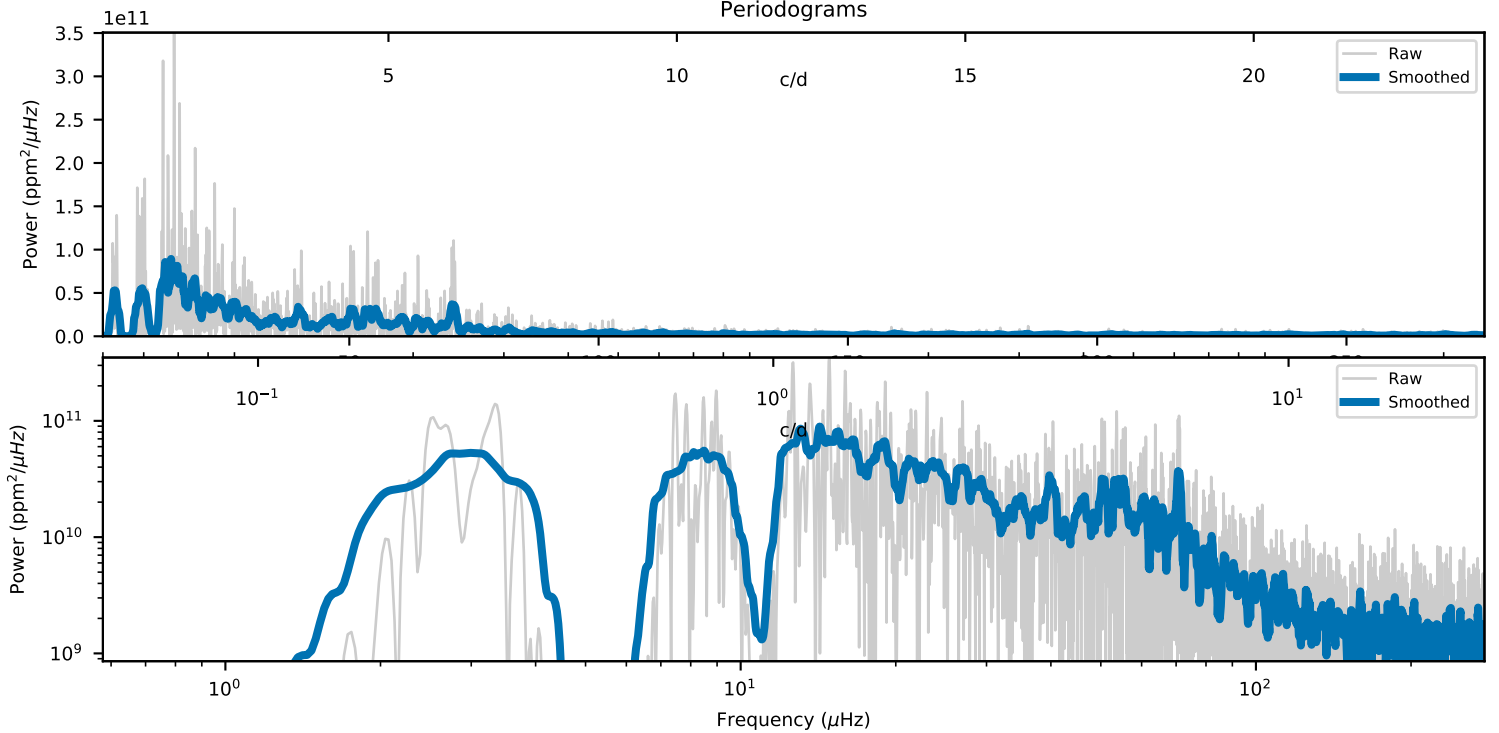 Periodograms
1e11
3.5
3.0
2.5
2.0
1.5
1.0
0.5
0.0
Power (ppm²/μHz)
5
10
15
20
c/d
Raw
Smoothed
10⁻¹
10⁰
10¹
c/d
Raw
Smoothed
10¹¹
10¹⁰
10⁹
Power (ppm²/μHz)
10⁰
10¹
10²
Frequency (μHz)